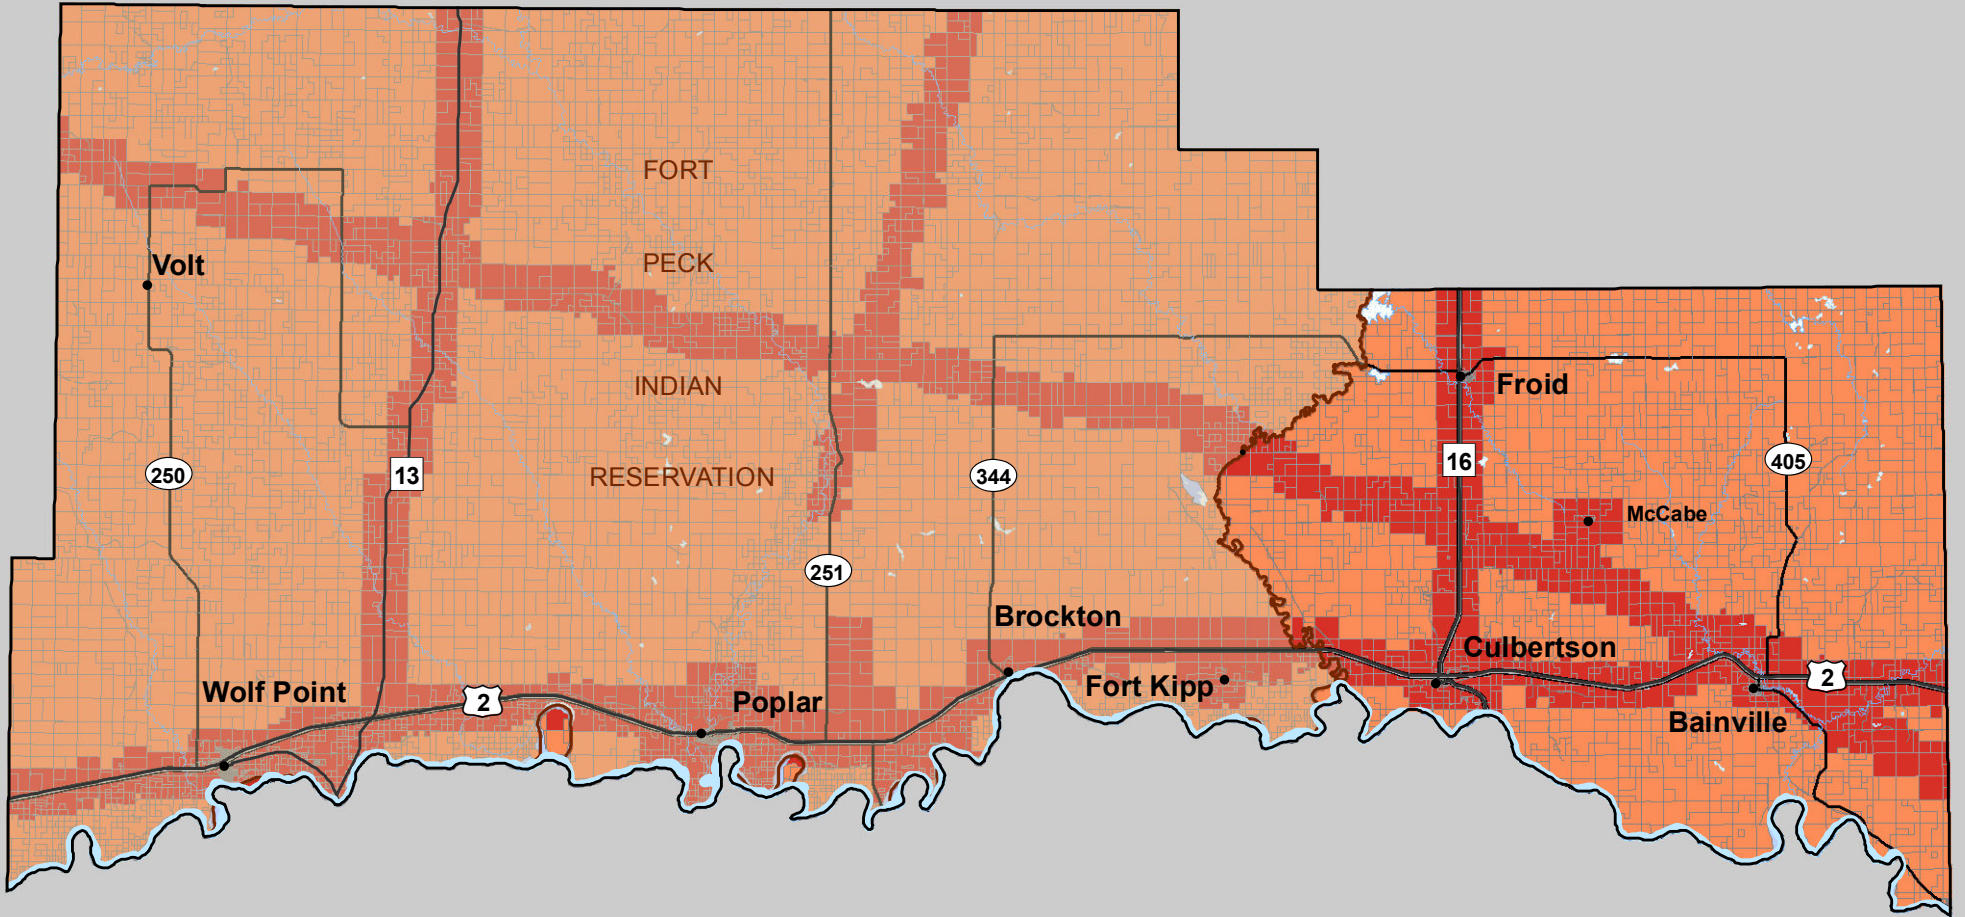 FORT
PECK
INDIAN
RESERVATION
Volt
Froid
250
13
344
16
405
McCabe
251
Brockton
Culbertson
Wolf Point
2
Poplar
Fort Kipp
2
Bainville